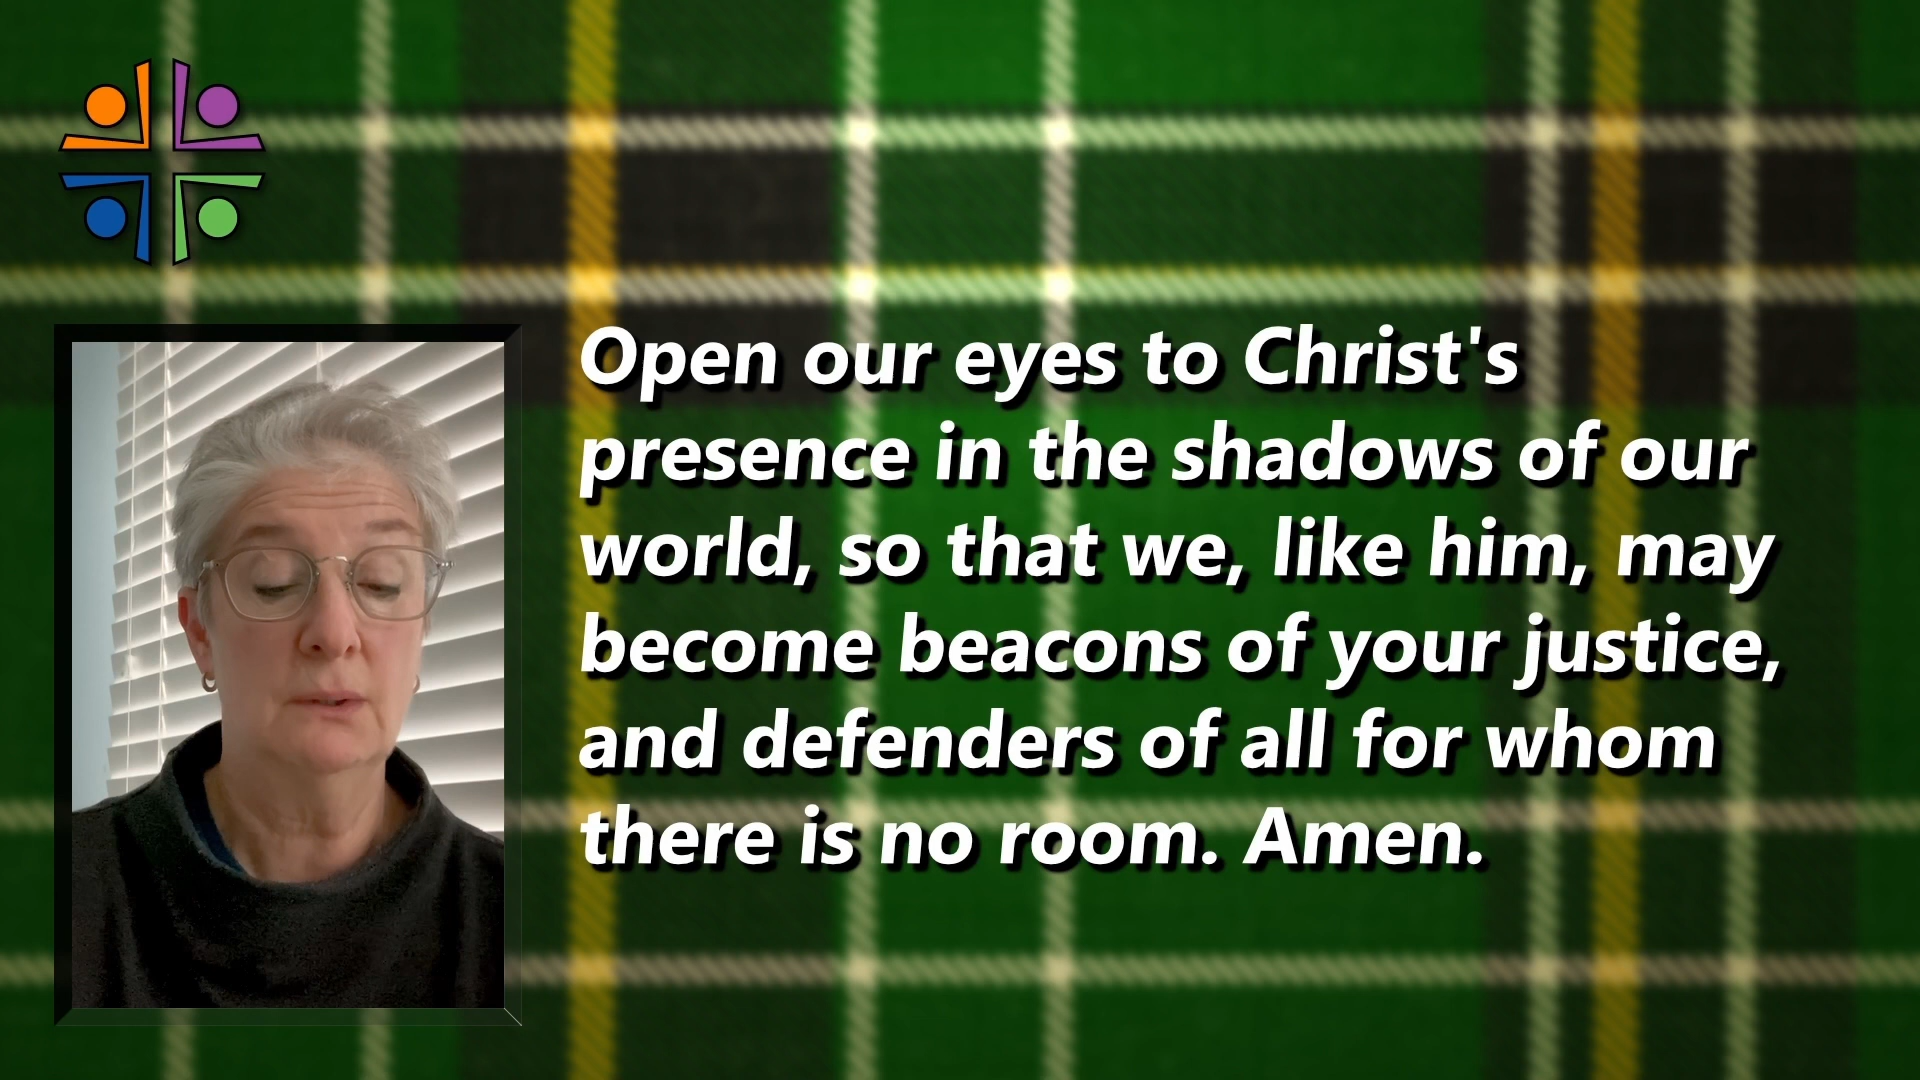 Open our eyes to Christ's
presence in the shadows of our
world, so that we, like him, may
become beacons of your justice,
and defenders of all for whom
there is no room. Amen.